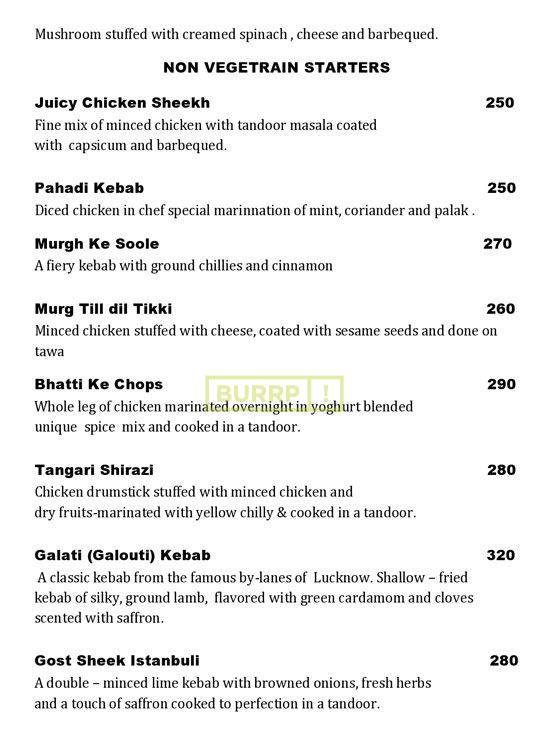 Mushroom stuffed with creamed spinach , cheese and barbequed.
NON VEGETRAIN STARTERS
Juicy Chicken Sheekh 250
Fine mix of minced chicken with tandoor masala coated
with capsicum and barbequed.
Pahadi Kebab 250
Diced chicken in chef special marinnation of mint, coriander and palak .
Murgh Ke Soole 270
A fiery kebab with ground chillies and cinnamon
Murg Till dil Tikki 260
Minced chicken stuffed with cheese, coated with sesame seeds and done on
tawa
Bhatti Ke Chops 290
BURRP !
Whole leg of chicken marinated overnight in yoghurt blended
unique spice mix and cooked in a tandoor.
Tangari Shirazi 280
Chicken drumstick stuffed with minced chicken and
dry fruits-marinated with yellow chilly & cooked in a tandoor.
Galati (Galouti) Kebab 320
A classic kebab from the famous by-lanes of Lucknow. Shallow – fried
kebab of silky, ground lamb, flavored with green cardamom and cloves
scented with saffron.
Gost Sheek Istanbuli 280
A double – minced lime kebab with browned onions, fresh herbs
and a touch of saffron cooked to perfection in a tandoor.